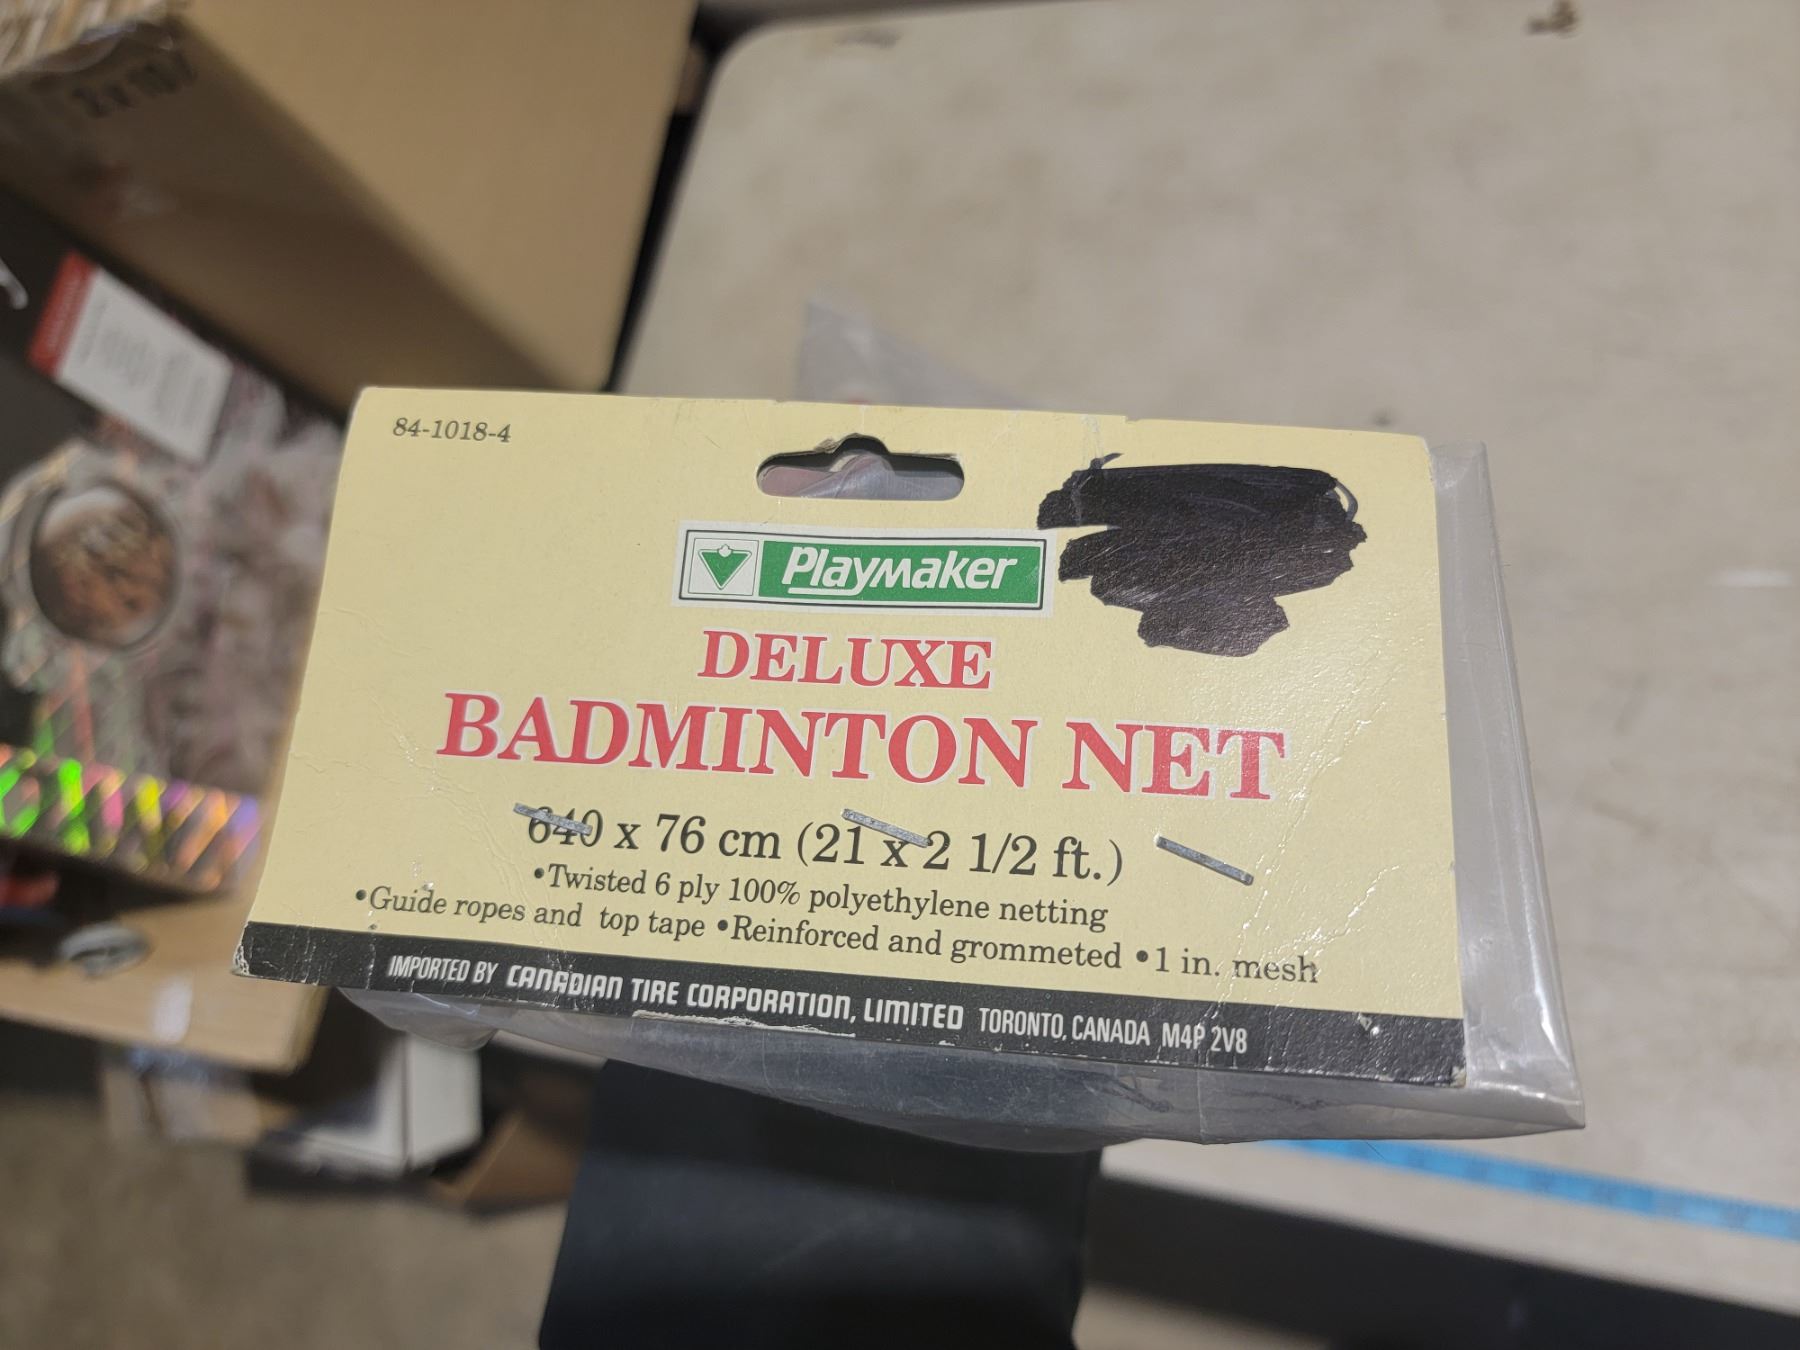 84-1018-4
Playmaker
DELUXE
BADMINTON NET
640 x 76 cm (21 x 2 1/2 ft.)
•Twisted 6 ply 100% polyethylene netting
•Guide ropes and top tape •Reinforced and grommeted •1 in. mesh
IMPORTED BY CANADIAN TIRE CORPORATION, LIMITED TORONTO, CANADA M4P 2V8